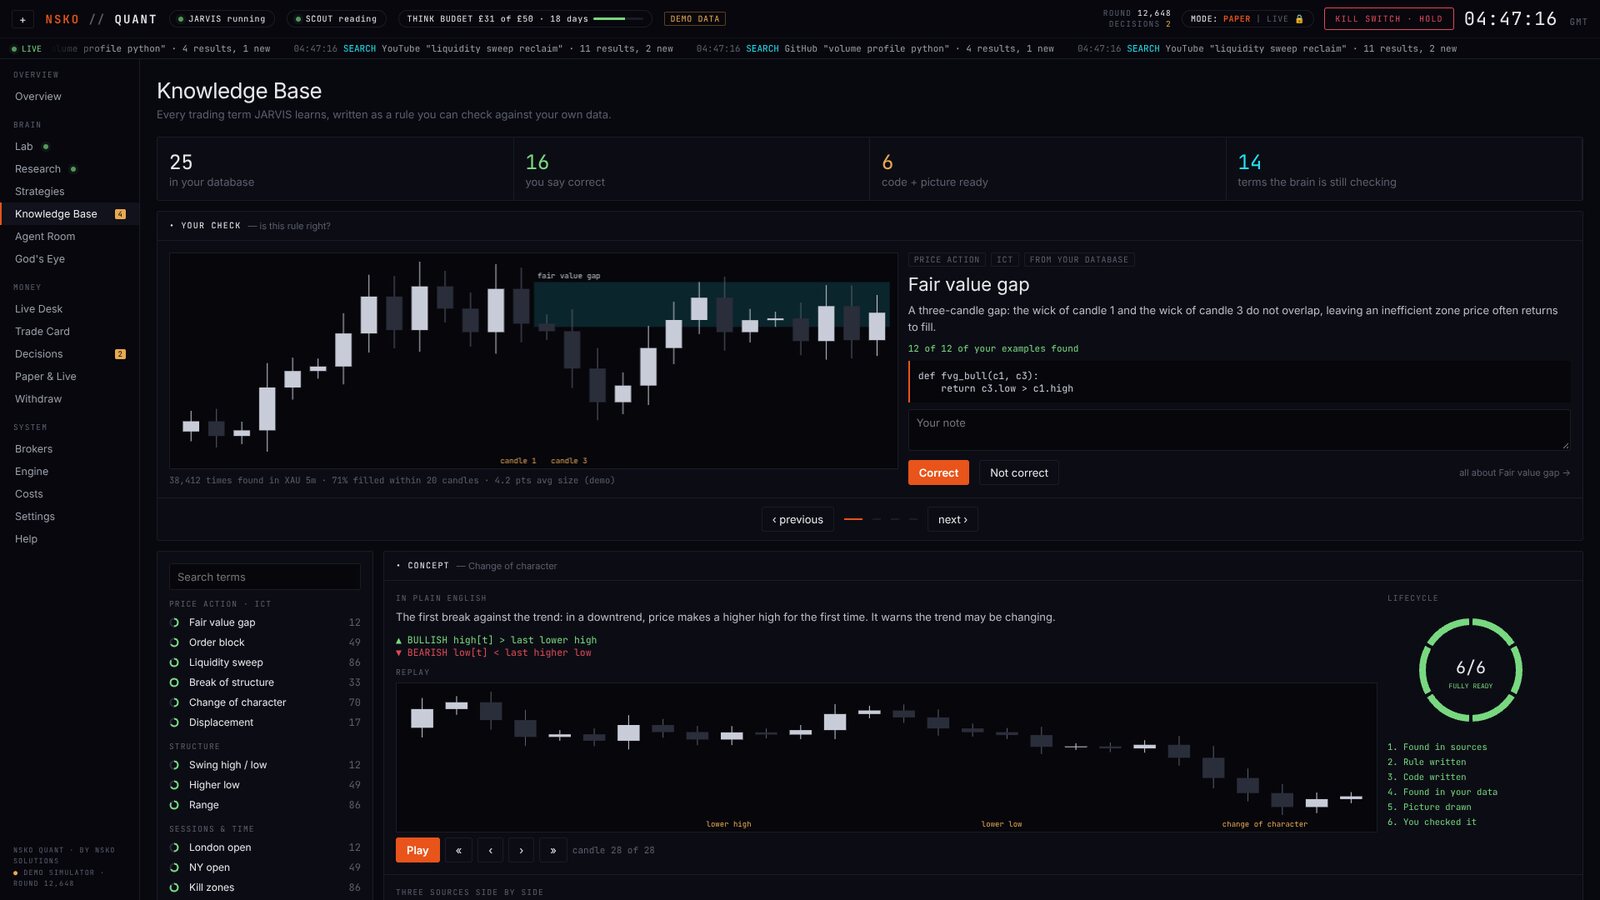 + NSKO // QUANT
JARVIS running
SCOUT reading
THINK BUDGET £31 of £50 · 18 days
DEMO DATA
ROUND 12,648
DECISIONS 2
MODE: PAPER | LIVE
KILL SWITCH · HOLD
04:47:16 GMT
LIVE
profile python" · 4 results, 1 new
04:47:16 SEARCH YouTube "liquidity sweep reclaim" · 11 results, 2 new
04:47:16 SEARCH GitHub "volume profile python" · 4 results, 1 new
04:47:16 SEARCH YouTube "liquidity sweep reclaim" · 11 results, 2 new
OVERVIEW
Overview
BRAIN
Lab
Research
Strategies
Knowledge Base 4
Agent Room
God's Eye
MONEY
Live Desk
Trade Card
Decisions 2
Paper & Live
Withdraw
SYSTEM
Brokers
Engine
Costs
Settings
Help
NSKO QUANT · BY NSKO
SOLUTIONS
DEMO SIMULATOR ·
ROUND 12,648
Knowledge Base
Every trading term JARVIS learns, written as a rule you can check against your own data.
25
in your database
16
you say correct
6
code + picture ready
14
terms the brain is still checking
• YOUR CHECK — is this rule right?
fair value gap
candle 1 candle 3
38,412 times found in XAU 5m · 71% filled within 20 candles · 4.2 pts avg size (demo)
PRICE ACTION ICT FROM YOUR DATABASE
Fair value gap
A three-candle gap: the wick of candle 1 and the wick of candle 3 do not overlap, leaving an inefficient zone price often returns
to fill.
12 of 12 of your examples found
def fvg_bull(c1, c3):
return c3.low > c1.high
Your note
Correct
Not correct
all about Fair value gap →
‹ previous
next ›
Search terms
PRICE ACTION · ICT
Fair value gap 12
Order block 49
Liquidity sweep 86
Break of structure 33
Change of character 70
Displacement 17
STRUCTURE
Swing high / low 12
Higher low 49
Range 86
SESSIONS & TIME
London open 12
NY open 49
Kill zones 86
• CONCEPT — Change of character
IN PLAIN ENGLISH
The first break against the trend: in a downtrend, price makes a higher high for the first time. It warns the trend may be changing.
▲ BULLISH high[t] > last lower high
▼ BEARISH low[t] < last higher low
REPLAY
lower high
lower low
change of character
Play « ‹ › » candle 28 of 28
THREE SOURCES SIDE BY SIDE
LIFECYCLE
6/6
FULLY READY
1. Found in sources
2. Rule written
3. Code written
4. Found in your data
5. Picture drawn
6. You checked it